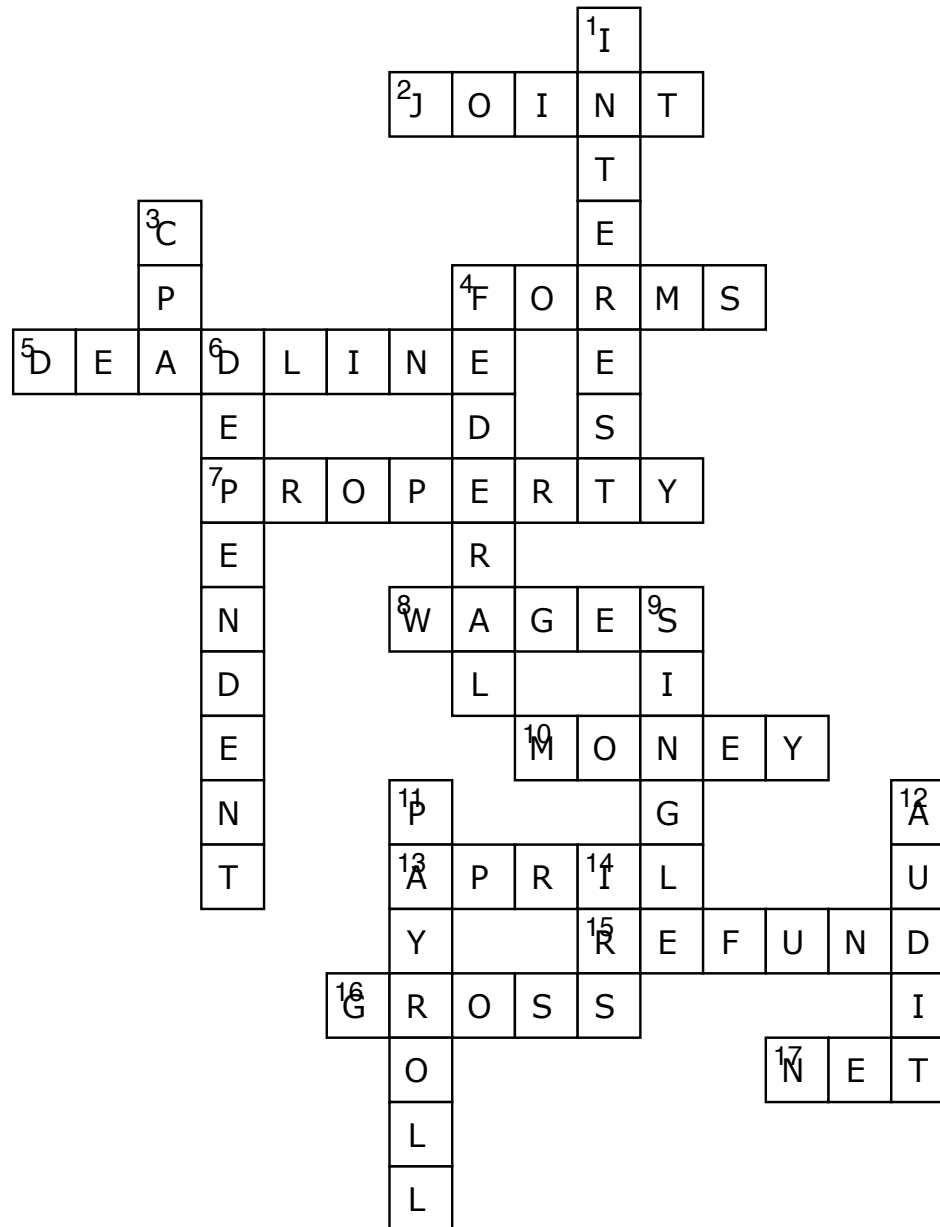 1 I
2 J O I N T
T
3 C E
P 4 F O R M S
5 D E A 6 D L I N E E
E D S
7 P R O P E R T Y
E R
N 8 W A G E 9 S
D L I
E 10 M O N E Y
N 11 P G 12 A
T 13 A P R 14 I L U
Y 15 R E F U N D
16 G R O S S I
O 17 N E T
L
L